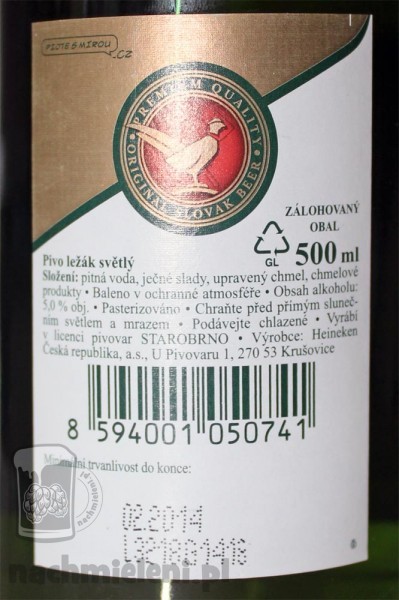 PIJTE S MÍROU
.CZ
PREMIUM QUALITY
ORIGINAL SLOVAK BEER
ZÁLOHOVANÝ
OBAL
GL
500 ml
Pivo ležák světlý
Složení: pitná voda, ječné slady, upravený chmel, chmelové
produkty • Baleno v ochranné atmosféře • Obsah alkoholu:
5,0 % obj. • Pasterizováno • Chraňte před přímým sluneč-
ním světlem a mrazem • Podávejte chlazené • Vyrábí
v licenci pivovar STAROBRNO • Výrobce: Heineken
Česká republika, a.s., U Pivovaru 1, 270 53 Krušovice
8 594001 050741
Minimální trvanlivost do konce:
02.2014
nachmieleni.pl
nachmieleni.pl